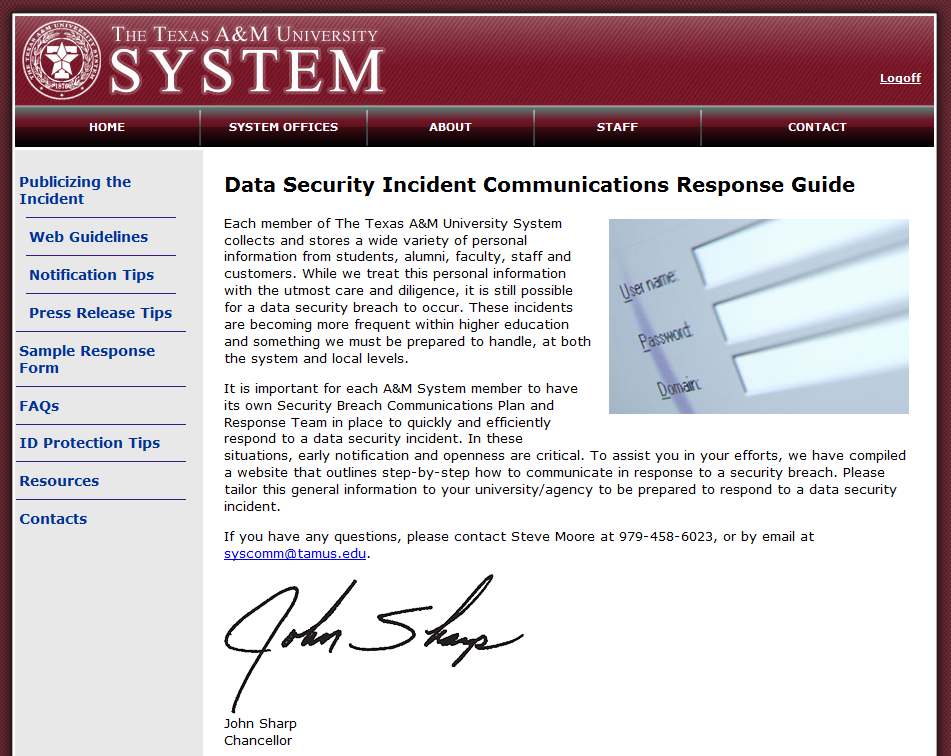 THE TEXAS A&M UNIVERSITY
SYSTEM
Logoff
HOME
SYSTEM OFFICES
ABOUT
STAFF
CONTACT
Publicizing the
Incident
Web Guidelines
Notification Tips
Press Release Tips
Sample Response
Form
FAQs
ID Protection Tips
Resources
Contacts
Data Security Incident Communications Response Guide
Each member of The Texas A&M University System
collects and stores a wide variety of personal
information from students, alumni, faculty, staff and
customers. While we treat this personal information
with the utmost care and diligence, it is still possible
for a data security breach to occur. These incidents
are becoming more frequent within higher education
and something we must be prepared to handle, at both
the system and local levels.
User name:
Password:
Domain:
It is important for each A&M System member to have
its own Security Breach Communications Plan and
Response Team in place to quickly and efficiently
respond to a data security incident. In these
situations, early notification and openness are critical. To assist you in your efforts, we have compiled
a website that outlines step-by-step how to communicate in response to a security breach. Please
tailor this general information to your university/agency to be prepared to respond to a data security
incident.
If you have any questions, please contact Steve Moore at 979-458-6023, or by email at
syscomm@tamus.edu.
John Sharp
John Sharp
Chancellor